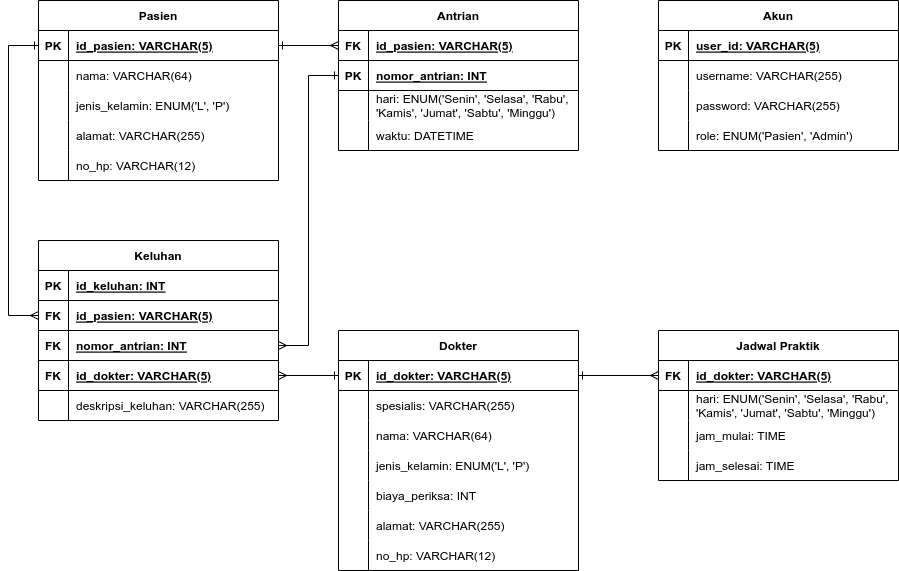 Pasien
PK id_pasien: VARCHAR(5)
nama: VARCHAR(64)
jenis_kelamin: ENUM('L', 'P')
alamat: VARCHAR(255)
no_hp: VARCHAR(12)
Antrian
FK id_pasien: VARCHAR(5)
PK nomor_antrian: INT
hari: ENUM('Senin', 'Selasa', 'Rabu',
'Kamis', 'Jumat', 'Sabtu', 'Minggu')
waktu: DATETIME
Akun
PK user_id: VARCHAR(5)
username: VARCHAR(255)
password: VARCHAR(255)
role: ENUM('Pasien', 'Admin')
Keluhan
PK id_keluhan: INT
FK id_pasien: VARCHAR(5)
FK nomor_antrian: INT
FK id_dokter: VARCHAR(5)
deskripsi_keluhan: VARCHAR(255)
Dokter
PK id_dokter: VARCHAR(5)
spesialis: VARCHAR(255)
nama: VARCHAR(64)
jenis_kelamin: ENUM('L', 'P')
biaya_periksa: INT
alamat: VARCHAR(255)
no_hp: VARCHAR(12)
Jadwal Praktik
FK id_dokter: VARCHAR(5)
hari: ENUM('Senin', 'Selasa', 'Rabu',
'Kamis', 'Jumat', 'Sabtu', 'Minggu')
jam_mulai: TIME
jam_selesai: TIME